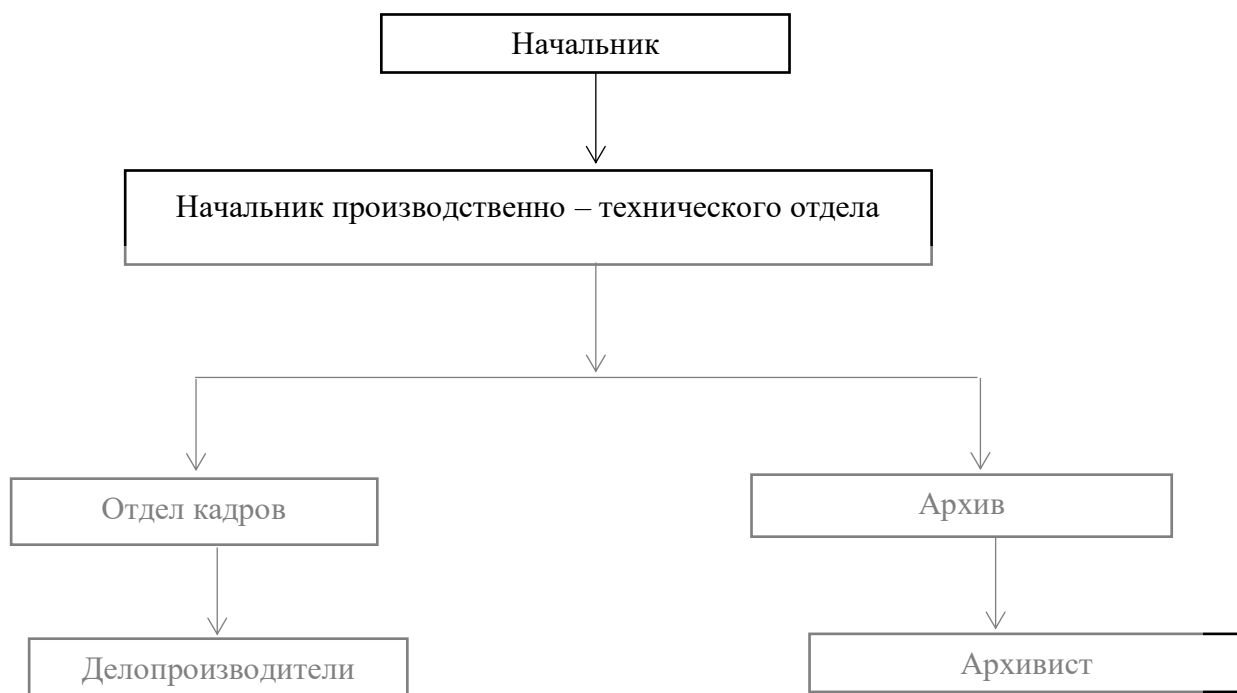 Начальник
Начальник производственно – технического отдела
Отдел кадров
Архив
Делопроизводители
Архивист